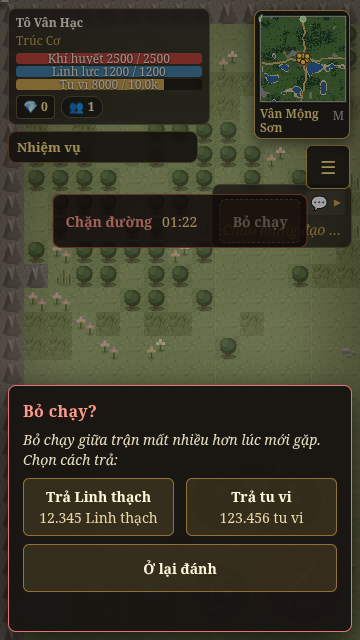 Tô Vân Hạc
Trúc Cơ
Khí huyết 2500 / 2500
Linh lực 1200 / 1200
Tu vi 8000 / 10.0k
💎 0 👥 1
Vân Mộng Sơn M
Nhiệm vụ
☰
💬 ▶
Chặn đường 01:22 Bỏ chạy
đạo ...
Bỏ chạy?
Bỏ chạy giữa trận mất nhiều hơn lúc mới gặp.
Chọn cách trả:
Trả Linh thạch
12.345 Linh thạch
Trả tu vi
123.456 tu vi
Ở lại đánh